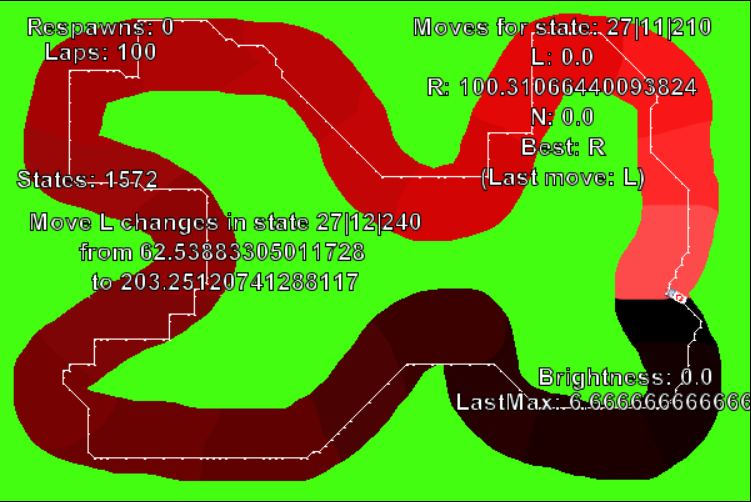 Respawns: 0
Laps: 100
Moves for state: 27|11|210
L: 0.0
R: 100.31066440093824
N: 0.0
Best: R
(Last move: L)
States: 1572
Move L changes in state 27|12|240
from 62.53883305011728
to 203.25120741288117
Brightness: 0.0
LastMax: 6.666666666666